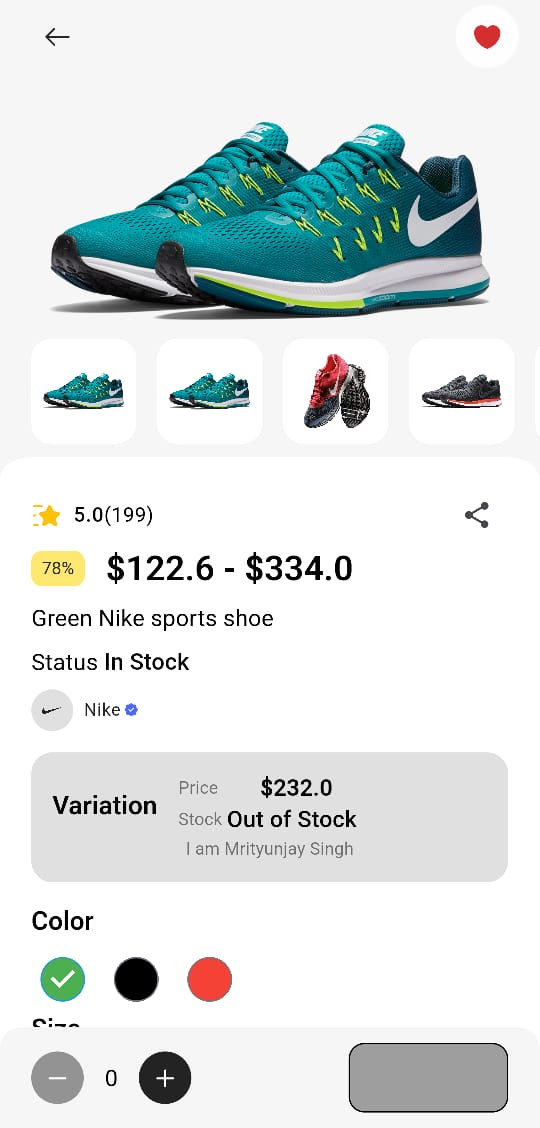 5.0(199)
78% $122.6 - $334.0
Green Nike sports shoe
Status In Stock
Nike
Variation
Price $232.0
Stock Out of Stock
I am Mrityunjay Singh
Color
Size
0